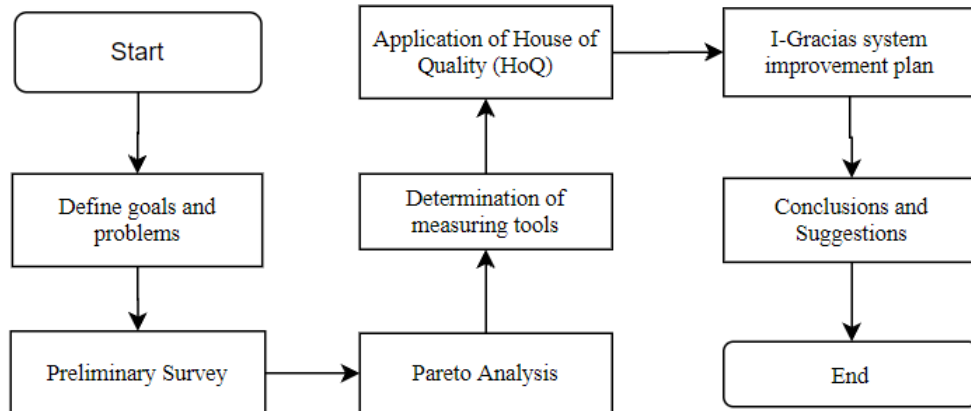 Start
Define goals and
problems
Preliminary Survey
Pareto Analysis
Determination of
measuring tools
Application of House of
Quality (HoQ)
I-Gracias system
improvement plan
Conclusions and
Suggestions
End